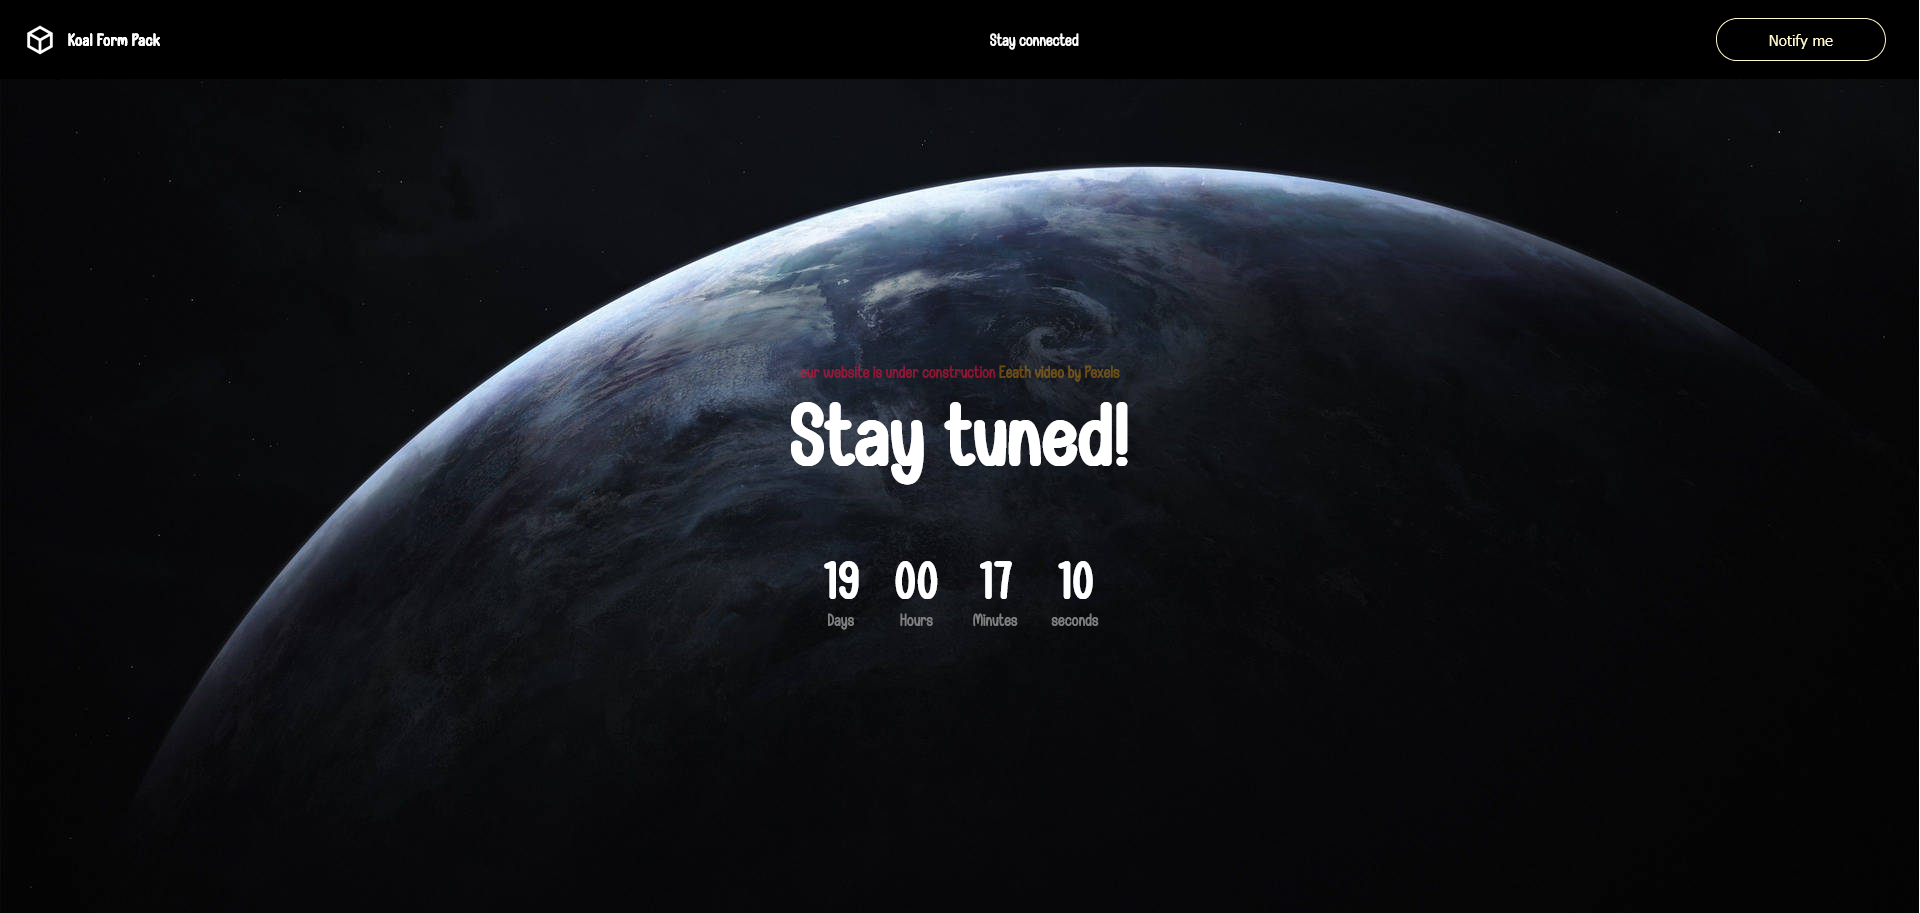 Koal Form Pack
Stay connected
Notify me
our website is under construction Eeath video by Pexels
Stay tuned!
19 00 17 10
Days Hours Minutes seconds